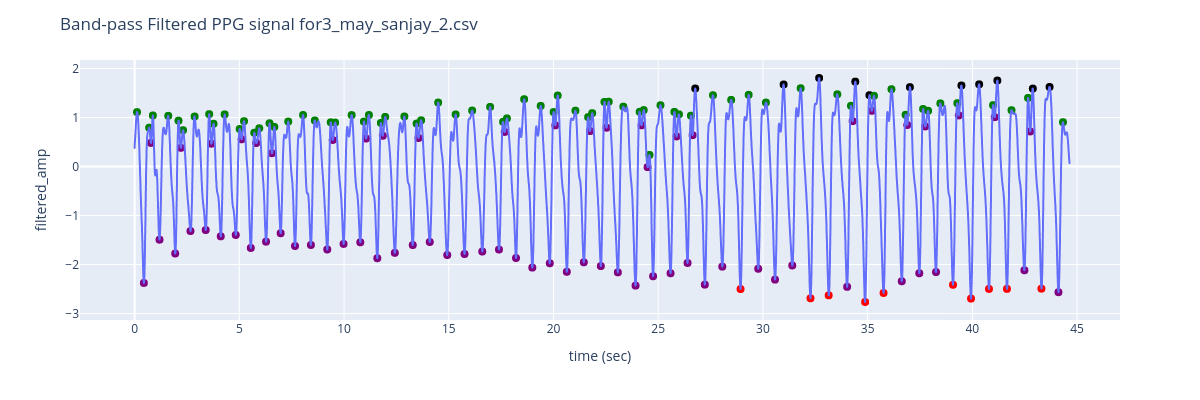 Band-pass Filtered PPG signal for3_may_sanjay_2.csv
2
1
0
−1
−2
−3
filtered_amp
0 5 10 15 20 25 30 35 40 45
time (sec)